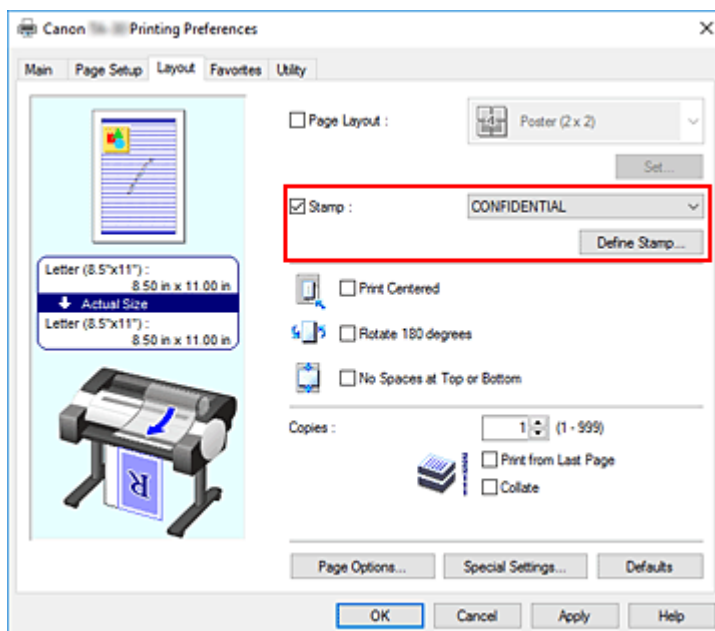 Canon Printing Preferences
Main Page Setup Layout Favorites Utility
Page Layout :
Poster (2 x 2)
Set...
Stamp :
CONFIDENTIAL
Define Stamp...
Letter (8.5"x11") :
8.50 in x 11.00 in
Actual Size
Letter (8.5"x11") :
8.50 in x 11.00 in
Print Centered
Rotate 180 degrees
No Spaces at Top or Bottom
Copies :
1 (1 - 999)
Print from Last Page
Collate
R
Page Options... Special Settings... Defaults
OK Cancel Apply Help